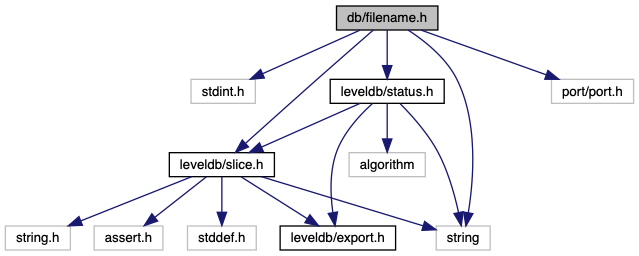 db/filename.h
stdint.h
leveldb/status.h
port/port.h
leveldb/slice.h
algorithm
string.h
assert.h
stddef.h
leveldb/export.h
string